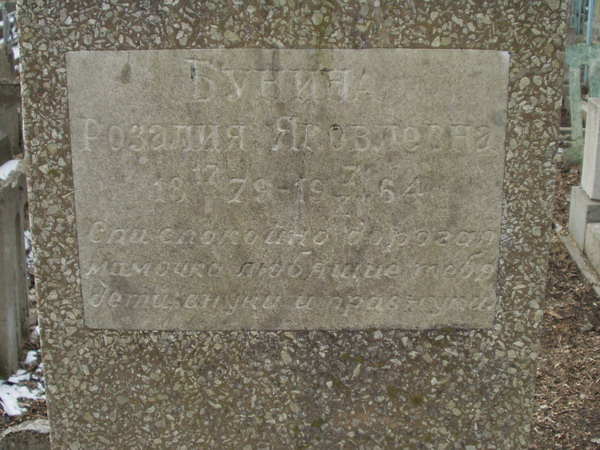 БУНИНА
РОЗАЛИЯ ЯКОВЛЕВНА
1879-1964
Спи спокойно дорогая
мамочка любящие тебя
дети, внуки и правнуки